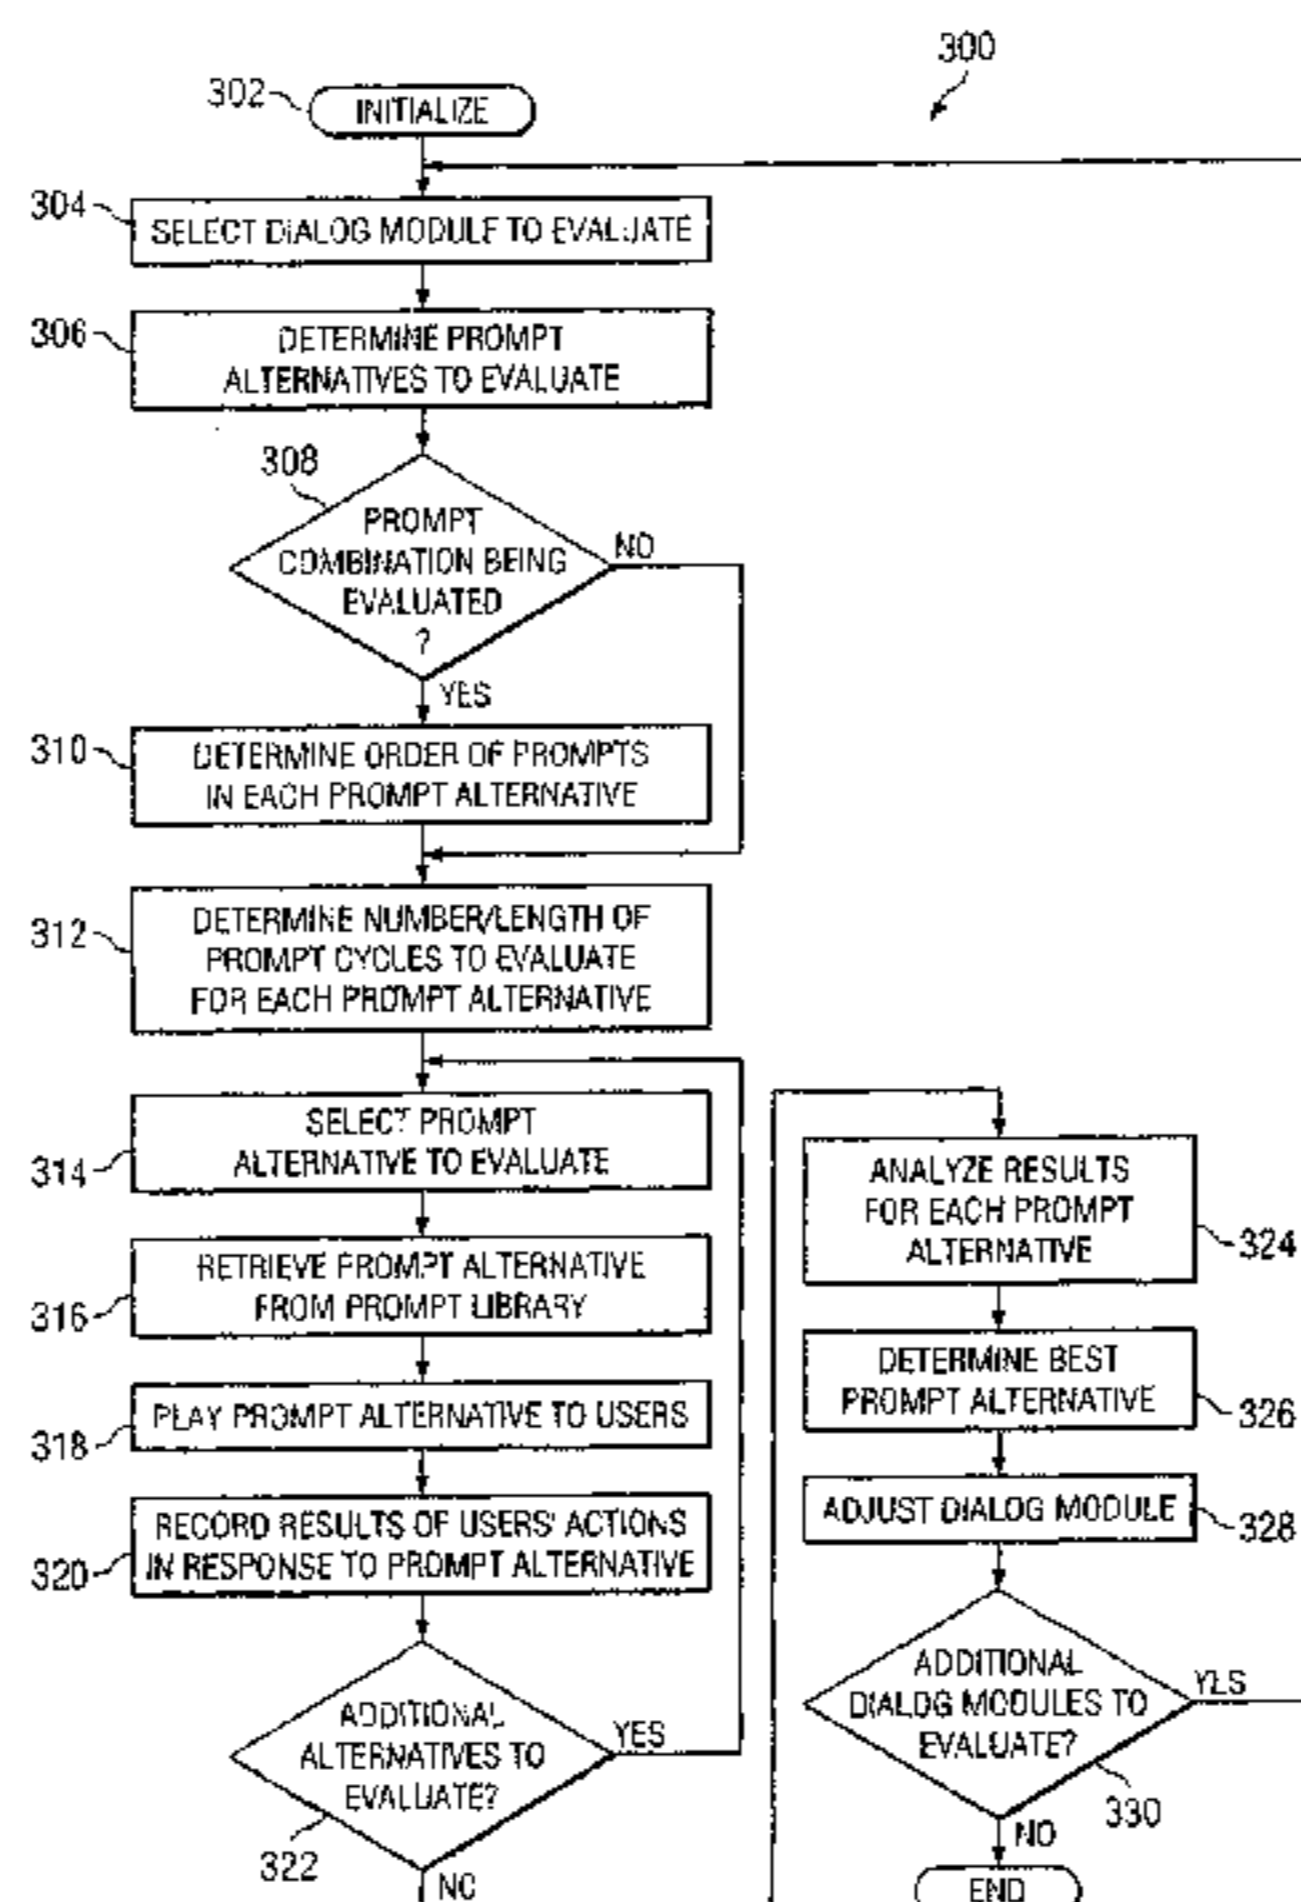 300
302
INITIALIZE
304
SELECT DIALOG MODULE TO EVALUATE
306
DETERMINE PROMPT
ALTERNATIVES TO EVALUATE
308
PROMPT
COMBINATION BEING
EVALUATED
?
NO
YES
310
DETERMINE ORDER OF PROMPTS
IN EACH PROMPT ALTERNATIVE
312
DETERMINE NUMBER/LENGTH OF
PROMPT CYCLES TO EVALUATE
FOR EACH PROMPT ALTERNATIVE
314
SELECT PROMPT
ALTERNATIVE TO EVALUATE
316
RETRIEVE PROMPT ALTERNATIVE
FROM PROMPT LIBRARY
318
PLAY PROMPT ALTERNATIVE TO USERS
320
RECORD RESULTS OF USERS' ACTIONS
IN RESPONSE TO PROMPT ALTERNATIVE
322
ADDITIONAL
ALTERNATIVES TO
EVALUATE?
YES
NO
ANALYZE RESULTS
FOR EACH PROMPT
ALTERNATIVE
324
DETERMINE BEST
PROMPT ALTERNATIVE
326
ADJUST DIALOG MODULE
328
ADDITIONAL
DIALOG MODULES TO
EVALUATE?
YES
330
NO
END